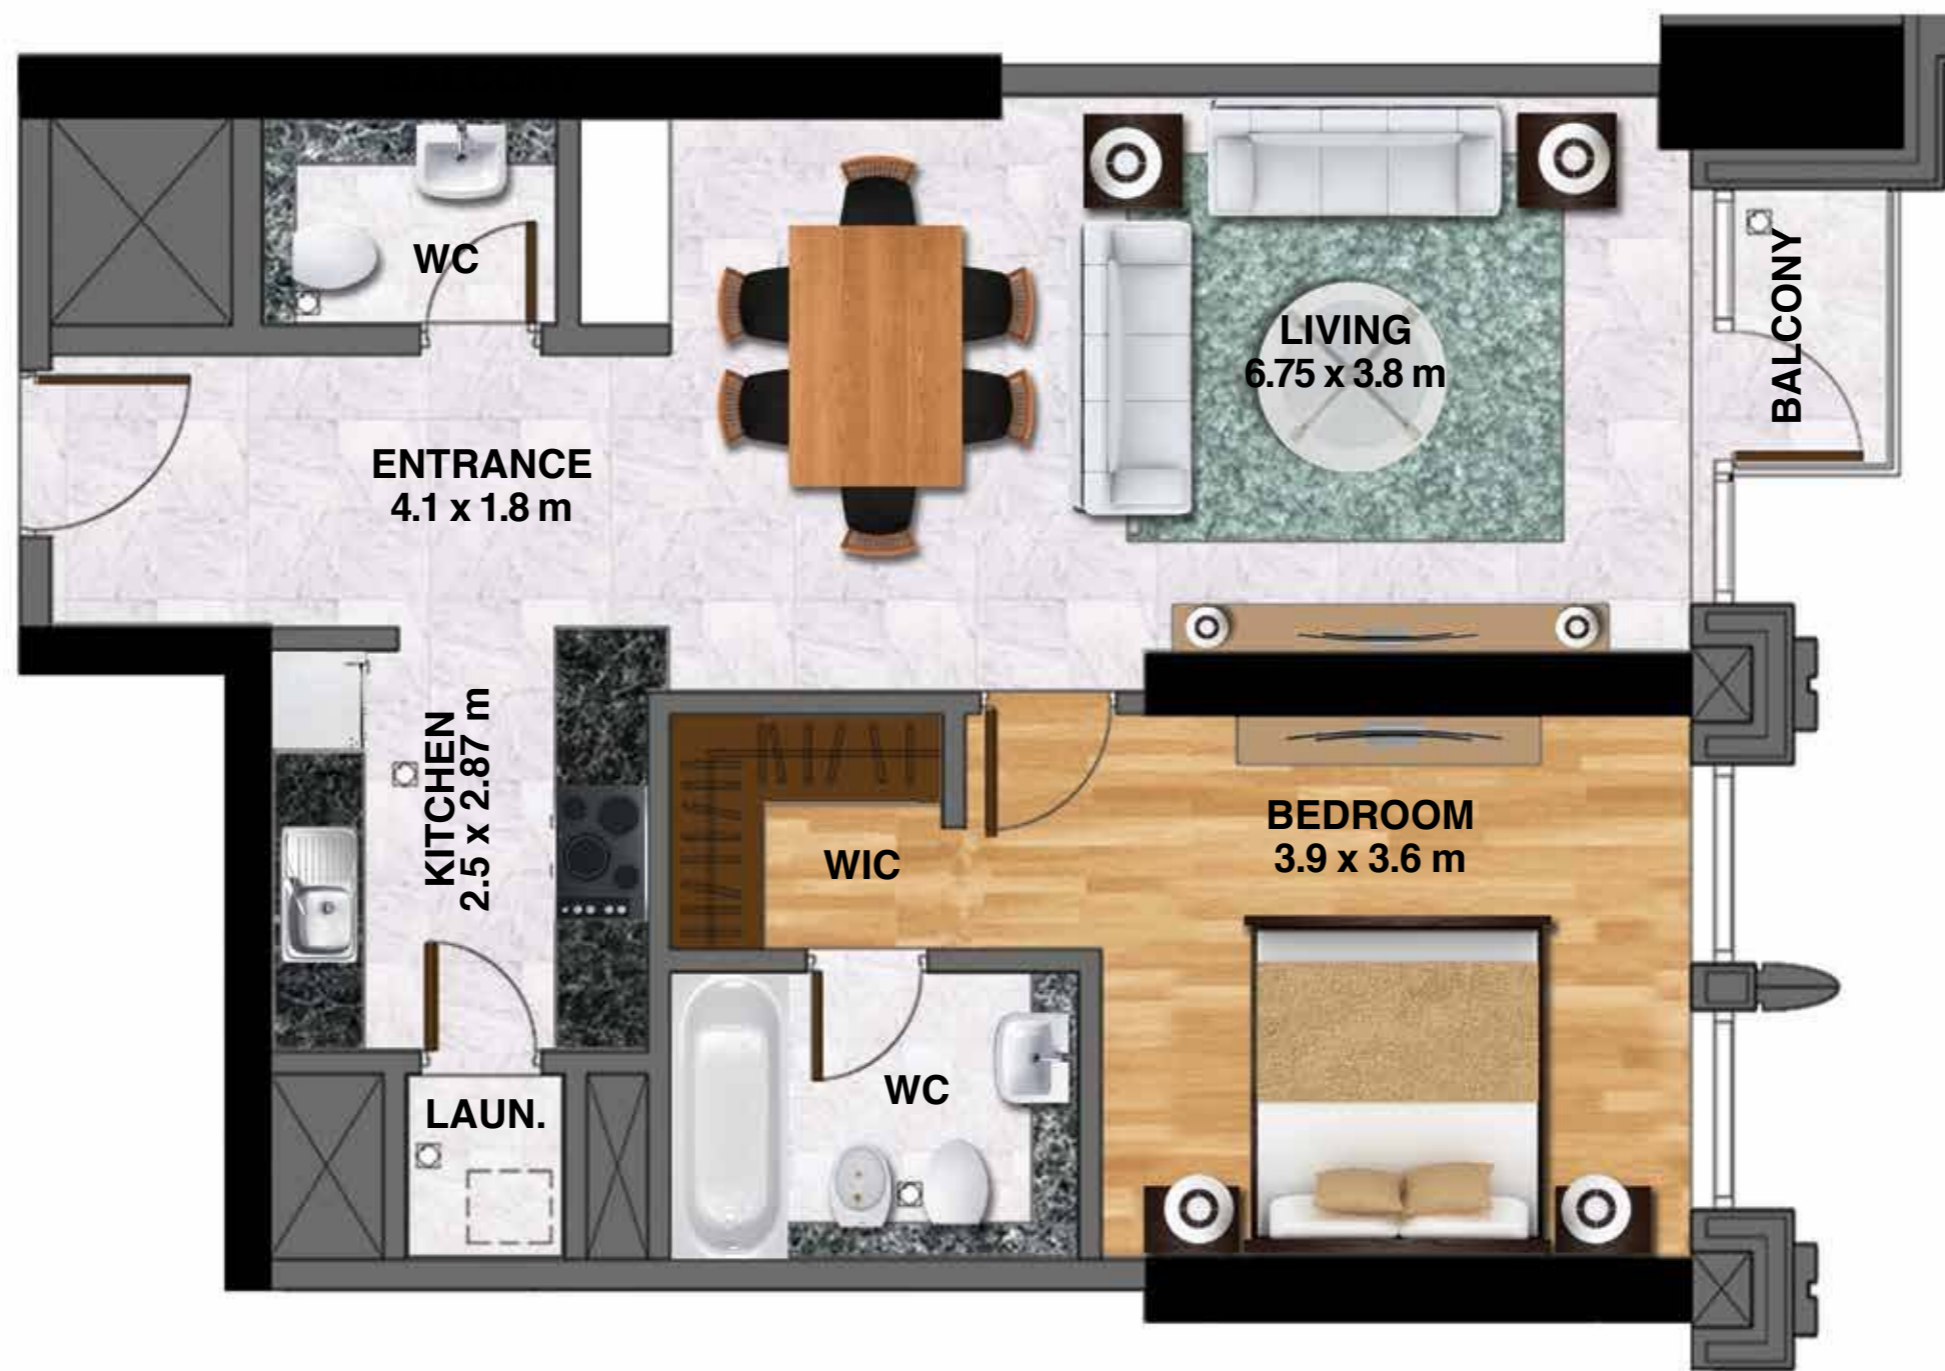 WC
LIVING
6.75 x 3.8 m
BALCONY
ENTRANCE
4.1 x 1.8 m
KITCHEN
2.5 x 2.87 m
WIC
BEDROOM
3.9 x 3.6 m
WC
LAUN.